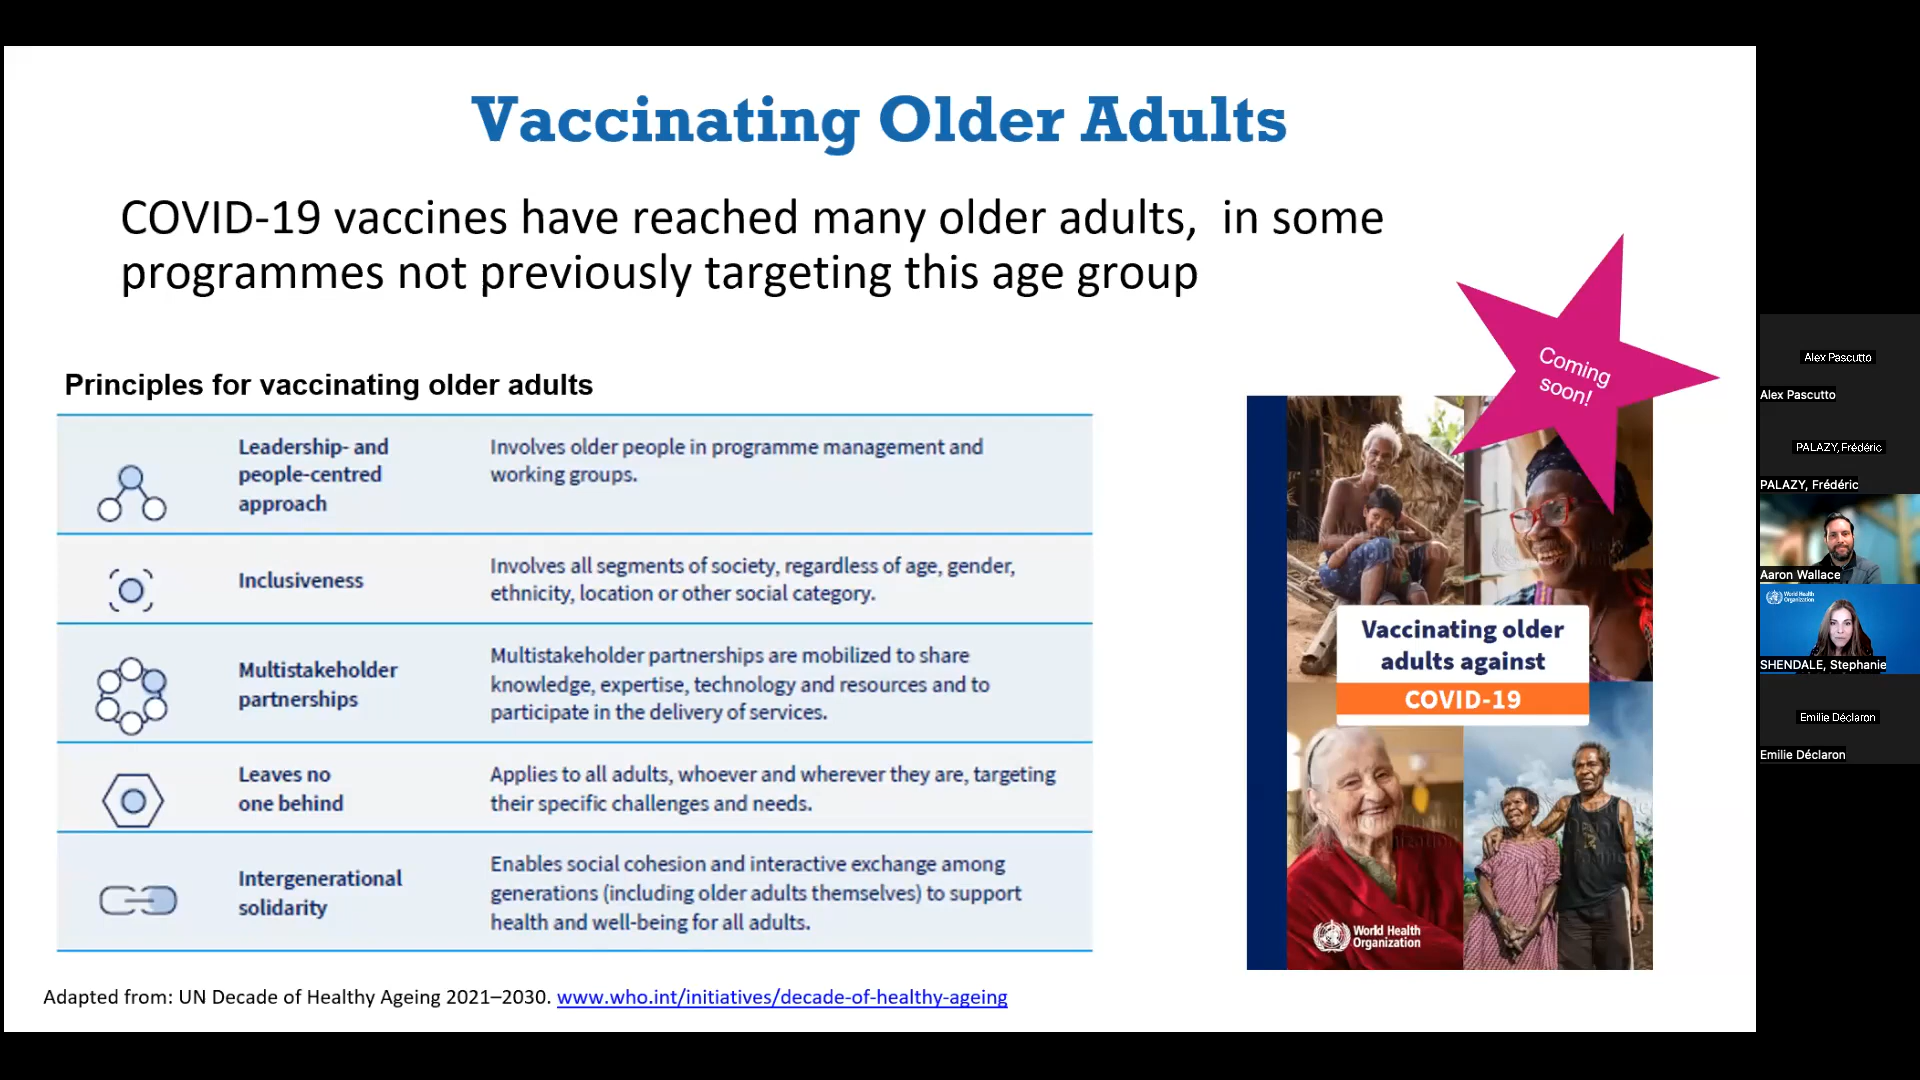 Vaccinating Older Adults
COVID-19 vaccines have reached many older adults,  in some
programmes not previously targeting this age group
Coming
soon!
Principles for vaccinating older adults
Leadership- and
people-centred
approach
Involves older people in programme management and
working groups.
Inclusiveness
Involves all segments of society, regardless of age, gender,
ethnicity, location or other social category.
Multistakeholder
partnerships
Multistakeholder partnerships are mobilized to share
knowledge, expertise, technology and resources and to
participate in the delivery of services.
Leaves no
one behind
Applies to all adults, whoever and wherever they are, targeting
their specific challenges and needs.
Intergenerational
solidarity
Enables social cohesion and interactive exchange among
generations (including older adults themselves) to support
health and well-being for all adults.
Vaccinating older
adults against
COVID-19
World Health
Organization
Adapted from: UN Decade of Healthy Ageing 2021–2030. www.who.int/initiatives/decade-of-healthy-ageing
Alex Pascutto
Alex Pascutto
PALAZY, Frédéric
PALAZY, Frédéric
Aaron Wallace
World Health
Organization
SHENDALE, Stephanie
Emilie Déclaron
Emilie Déclaron